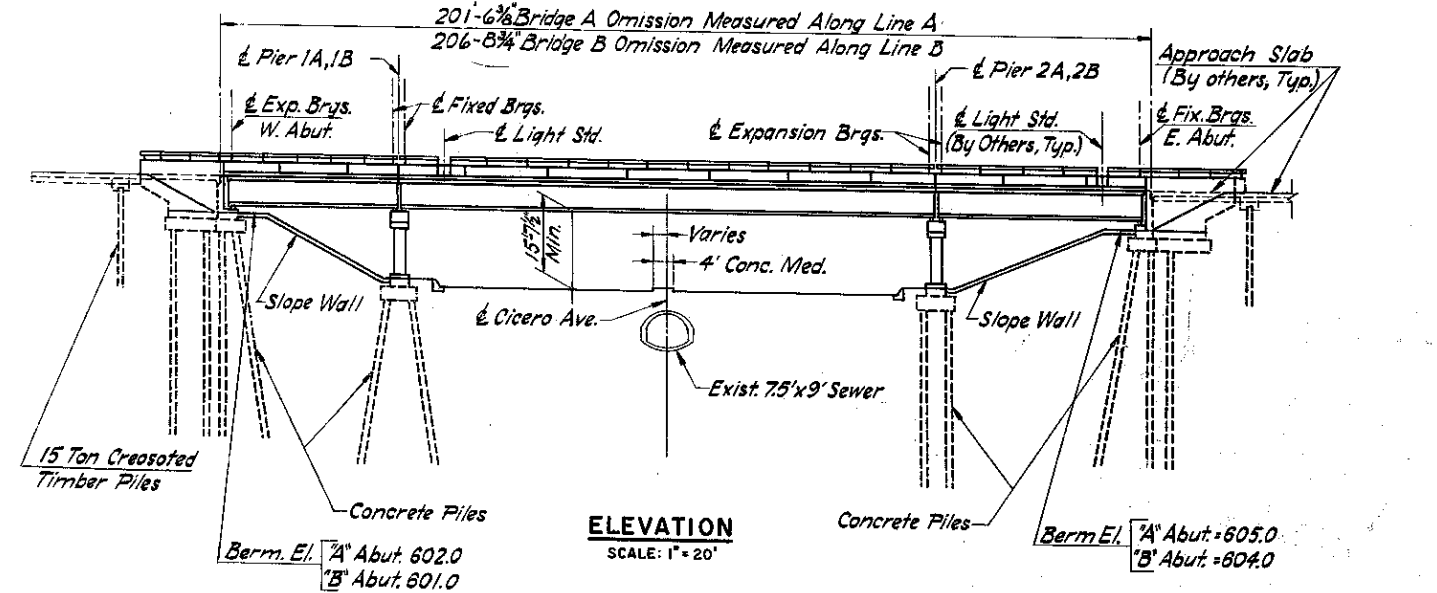 201'-6⅜" Bridge A Omission Measured Along Line A
206-8¾" Bridge B Omission Measured Along Line B
℄ Pier 1A,1B
℄ Pier 2A,2B
Approach Slab
(By others, Typ.)
℄ Exp. Brgs.
W. Abut.
℄ Fixed Brgs.
℄ Light Std.
℄ Expansion Brgs.
℄ Light Std.
(By Others, Typ.)
℄ Fix. Brgs.
E. Abut.
15'-7½"
Min.
Varies
4' Conc. Med.
Slope Wall
℄ Cicero Ave.
Slope Wall
Exist. 7.5'x9' Sewer
15 Ton Creosoted
Timber Piles
Concrete Piles
Concrete Piles
ELEVATION
SCALE: 1"=20'
Berm. El. "A" Abut. 602.0
"B" Abut. 601.0
Berm El. "A" Abut. =605.0
"B" Abut. =604.0